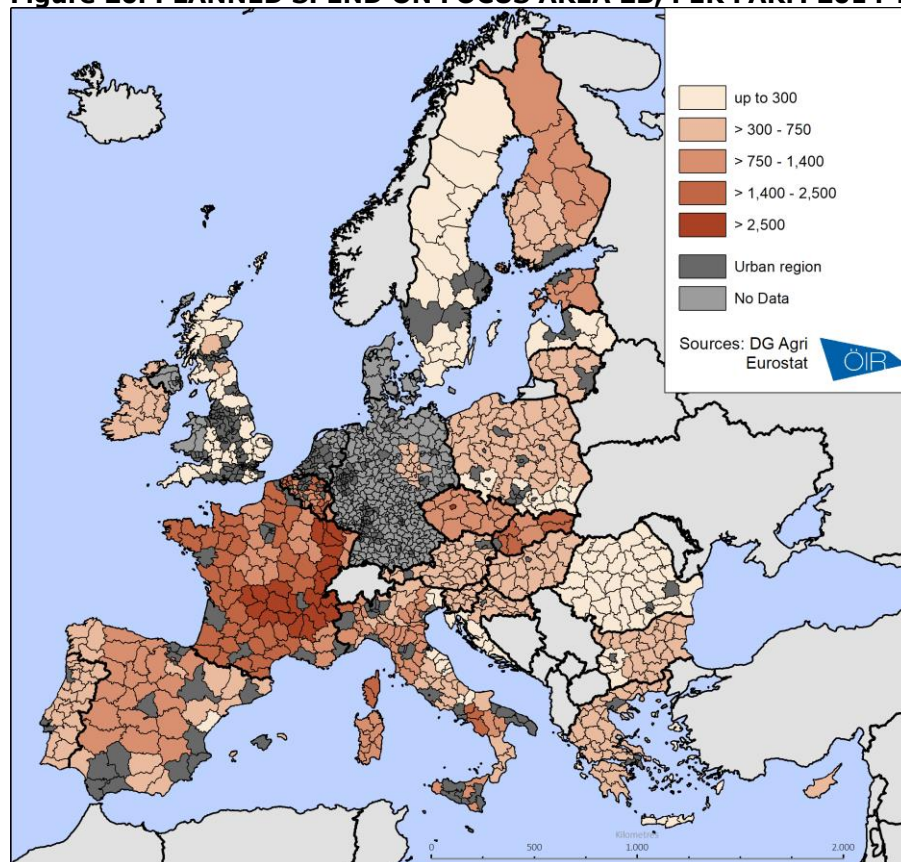 up to 300
> 300 - 750
> 750 - 1,400
> 1,400 - 2,500
> 2,500
Urban region
No Data
Sources: DG Agri
Eurostat
ÖIR
Kilometres
0 500 1.000 2.000